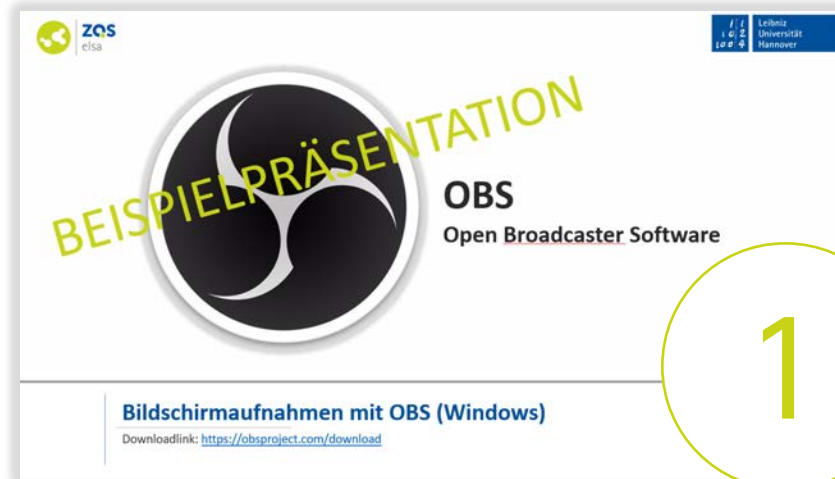 ZQS
elsa
Leibniz
Universität
Hannover
BEISPIELPRÄSENTATION
OBS
Open Broadcaster Software
1
Bildschirmaufnahmen mit OBS (Windows)
Downloadlink: https://obsproject.com/download